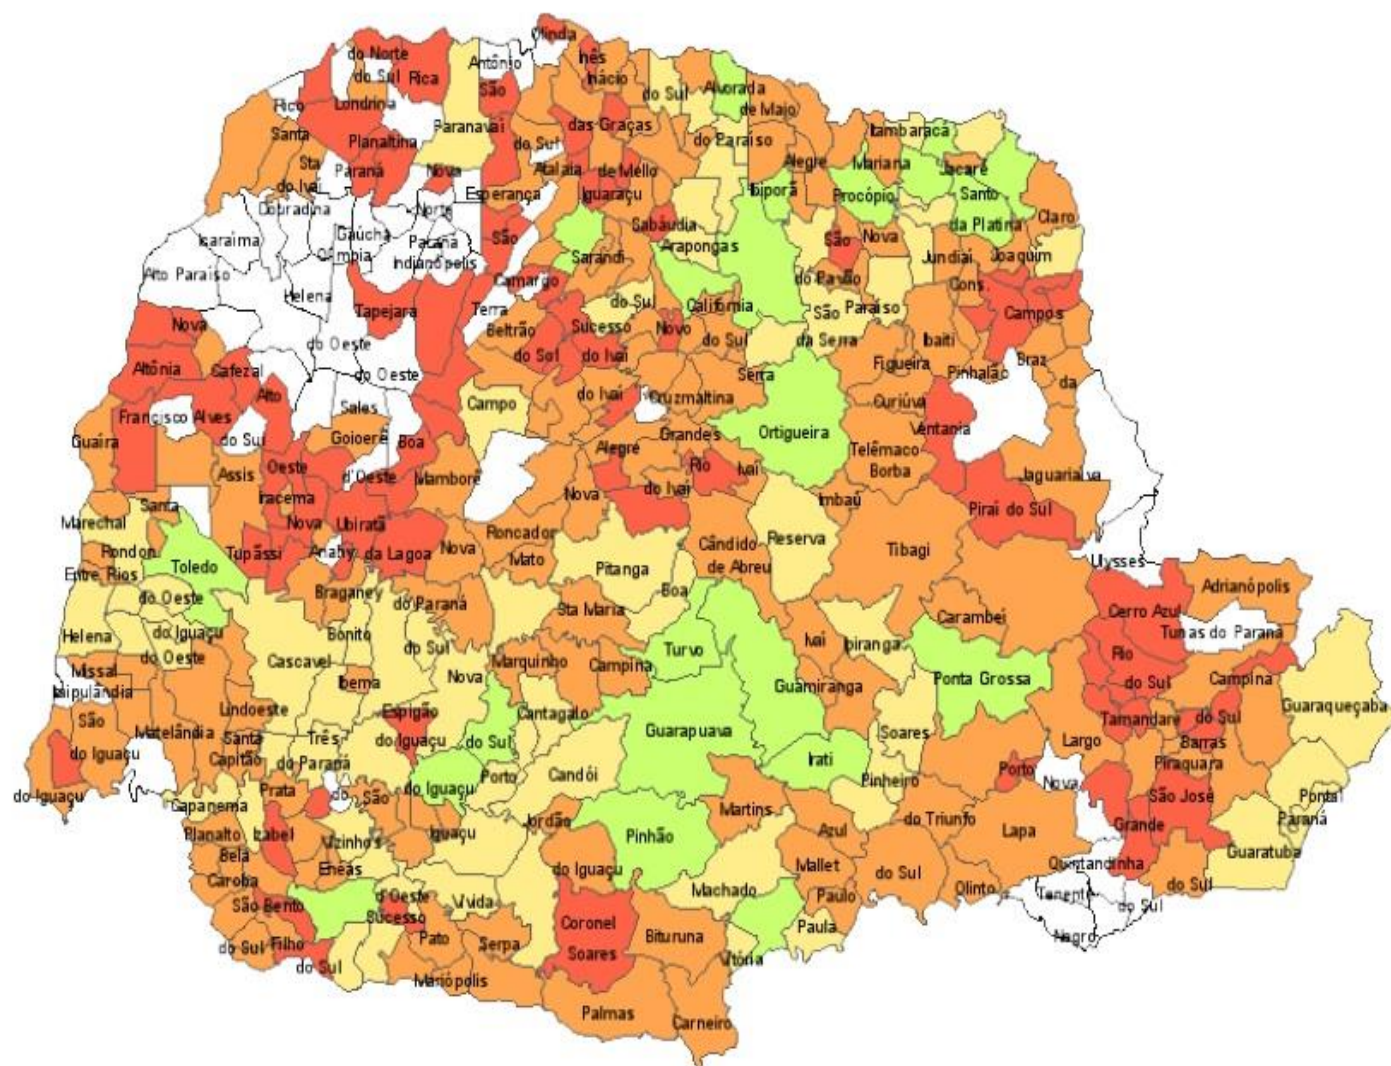 Olinda
do Norte
Antônio
Inês
do Sul
Rica
São
Inácio
do Sul
Alvorada
Rico
Londrina
de Maio
Santa
Planaltina
Paranavaí
das Graças
do Sul
do Paraíso
Itambaracá
Sta
Paraná
Nova
Atalaia
de Mello
Alegre
Mariana
Jacaré
do Ivaí
Esperança
Iguaraçu
Ibiporã
Procópio
Santo
Douradina
Norte
Sabáudia
da Platina
Claro
Icaraíma
Gaúcha
São
Arapongas
São
Nova
Olímpia
Paraná
Sarandi
Jundiaí
Joaquim
Alto Paraíso
Indianópolis
do Pavão
Camargo
Cons.
Helena
Tapejara
Terra
do Sul
Califórnia
São
Paraíso
Campos
Nova
Beltrão
Sucesso
Novo
da Serra
do Oeste
do Sol
do Ivaí
do Sul
Ibaiti
Altônia
Cafezal
do Oeste
Serra
Figueira
Pinhalão
Braz
da
Alto
do Ivaí
Cruzmaltina
Francisco Alves
Sales
Campo
Curiúva
Guaíra
do Sul
Goioerê
Boa
Grandes
Ortigueira
Ventania
Alegre
Telêmaco
Oeste
d'Oeste
Rio
Ivaí
Borba
Assis
Mamborê
do Ivaí
Jaguariaíva
Santa
Iracema
Nova
Imbaú
Marechal
Nova
Ubiratã
Piraí do Sul
Rondon
Tupãssi
Anahy
da Lagoa
Nova
Roncador
Cândido
Reserva
Tibagi
Toledo
Mato
de Abreu
Ulysses
Entre Rios
Pitanga
Braganey
do Paraná
Boa
Adrianópolis
do Oeste
Sta Maria
Carambeí
Cerro Azul
Helena
do Iguaçu
Bonito
do Sul
Ivaí
Ipiranga
Tunas do Paraná
do Oeste
Cascavel
Turvo
Rio
Missal
Ibema
Nova
Marquinho
Campina
Guamiranga
Ponta Grossa
do Sul
Campina
Itaipulândia
Guaraqueçaba
São
Lindoeste
Espigão
Cantagalo
Tamandaré
do Sul
Matelândia
Santa
Três
do Iguaçu
do Sul
Guarapuava
Soares
Largo
Barras
do Iguaçu
Capitão
do Paraná
Irati
Piraquara
Porto
Candói
Pinheiro
Porto
Nova
do Iguaçu
Capanema
Prata
do
São
do Iguaçu
São José
Pontal
Martins
Planalto
Izabel
Iguaçu
Jordão
do Triunfo
Grande
Paraná
Vizinhos
Pinhão
Azul
Lapa
Bela
Guaratuba
Enéas
do Iguaçu
Mallet
Quitandinha
Caroba
d'Oeste
Machado
do Sul
Olinto
do Sul
São Bento
Vivida
Paulo
Tenente
Sucesso
Coronel
do Sul
do Sul
Filho
Pato
Serpa
Bituruna
Paula
Negro
do Sul
Soares
Vitória
Mariópolis
Palmas
Carneiro